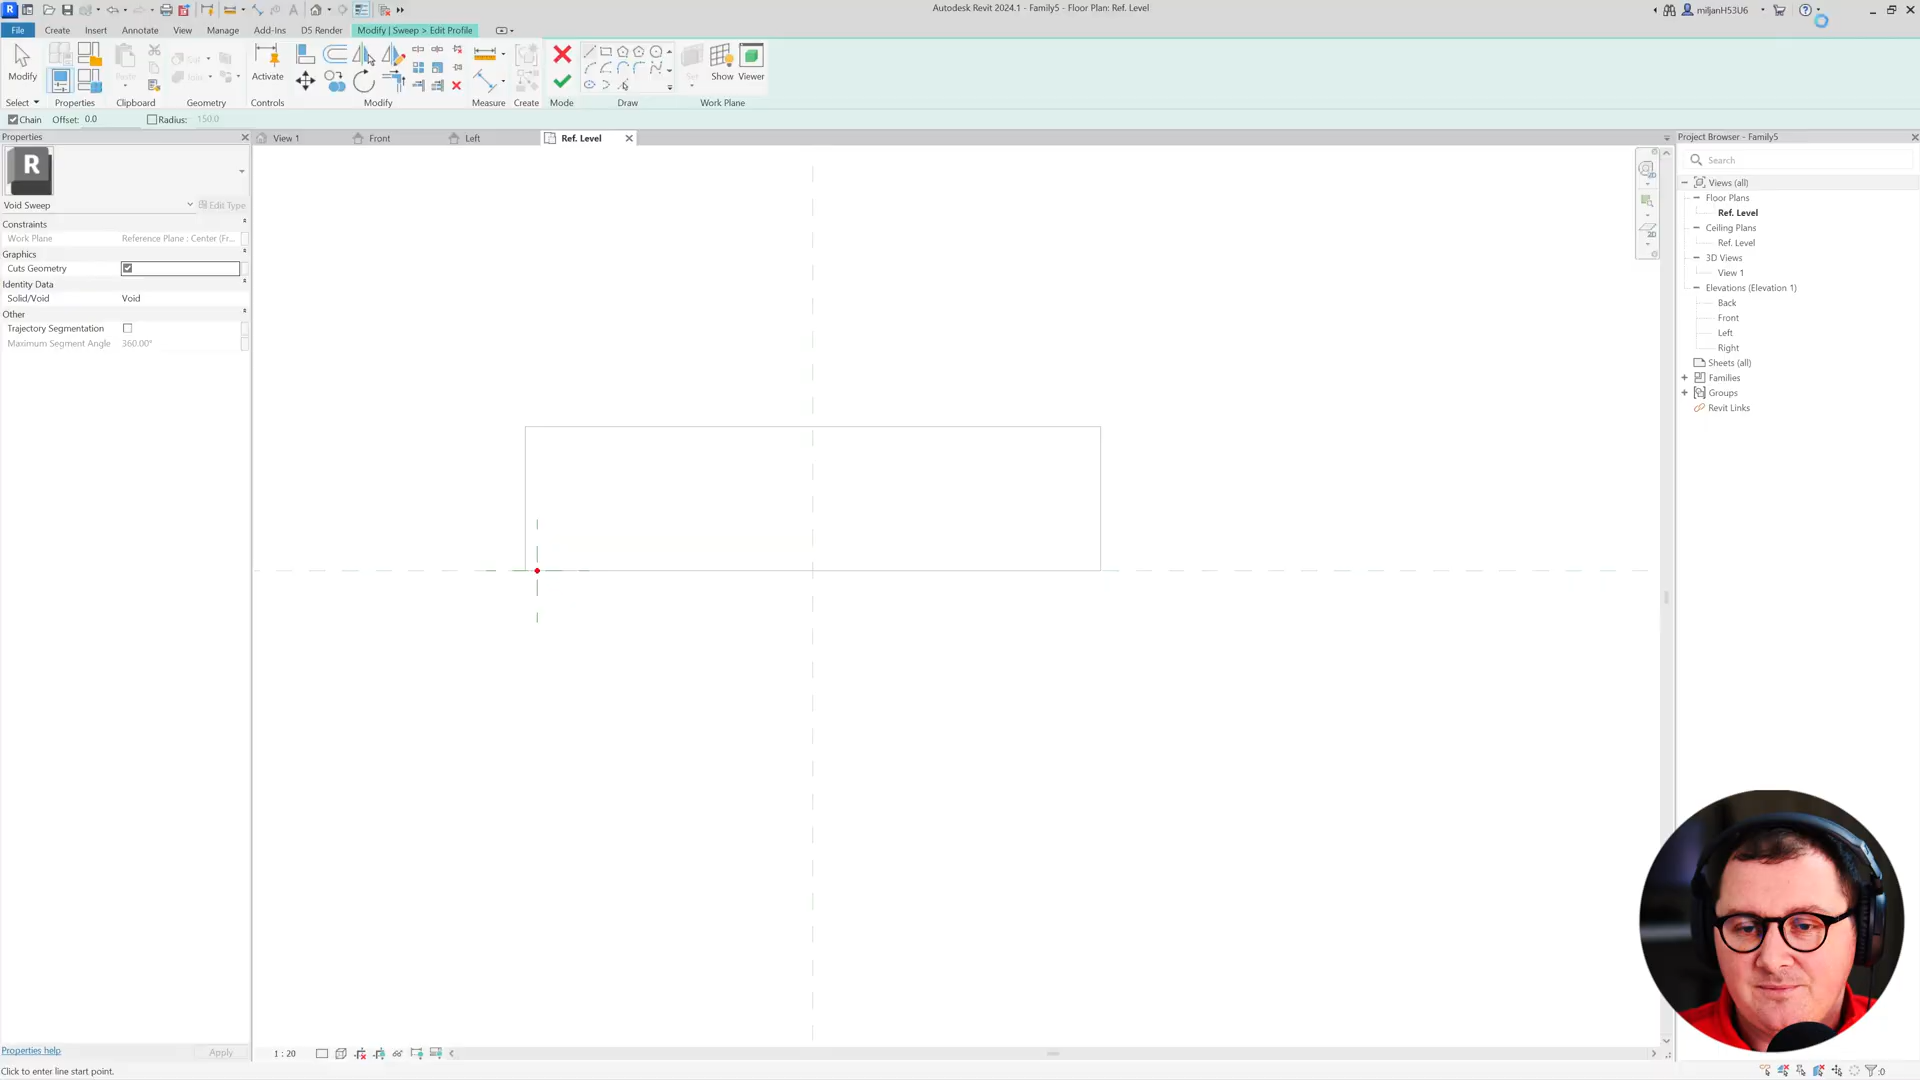 Autodesk Revit 2024.1 - Family5 - Floor Plan: Ref. Level
miljanH53U6
File
Create
Insert
Annotate
View
Manage
Add-Ins
D5 Render
Modify | Sweep > Edit Profile
Modify
Paste
Activate
Show
Viewer
Select
Properties
Clipboard
Geometry
Controls
Modify
Measure
Create
Mode
Draw
Work Plane
Chain
Offset: 0.0
Radius: 150.0
Properties
View 1
Front
Left
Ref. Level
Project Browser - Family5
R
Search
Void Sweep
Edit Type
Constraints
Work Plane
Reference Plane : Center (Fr...
Graphics
Cuts Geometry
Identity Data
Solid/Void
Void
Other
Trajectory Segmentation
Maximum Segment Angle
360.00°
Views (all)
Floor Plans
Ref. Level
Ceiling Plans
Ref. Level
3D Views
View 1
Elevations (Elevation 1)
Back
Front
Left
Right
Sheets (all)
Families
Groups
Revit Links
Properties help
Apply
1 : 20
Click to enter line start point.
:0